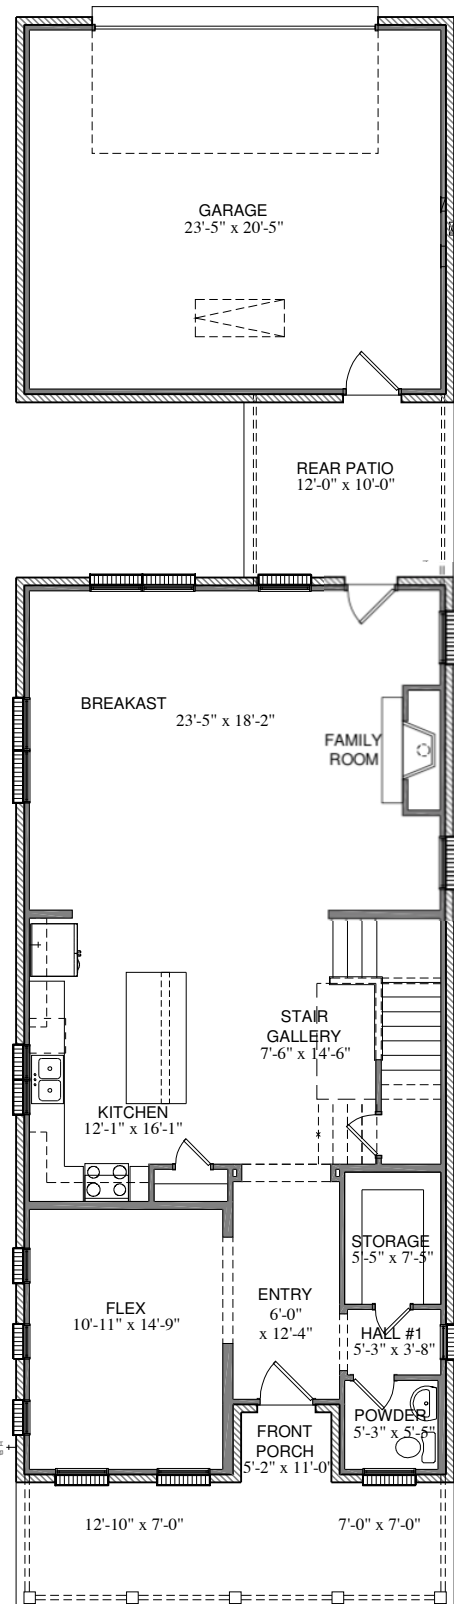 GARAGE
23'-5" x 20'-5"
REAR PATIO
12'-0" x 10'-0"
BREAKAST
23'-5" x 18'-2"
FAMILY
ROOM
STAIR
GALLERY
7'-6" x 14'-6"
KITCHEN
12'-1" x 16'-1"
STORAGE
5'-5" x 7'-5"
FLEX
10'-11" x 14'-9"
ENTRY
6'-0"
x 12'-4"
HALL #1
5'-3" x 3'-8"
POWDER
5'-3" x 5'-5"
FRONT
PORCH
5'-2" x 11'-0"
12'-10" x 7'-0"
7'-0" x 7'-0"